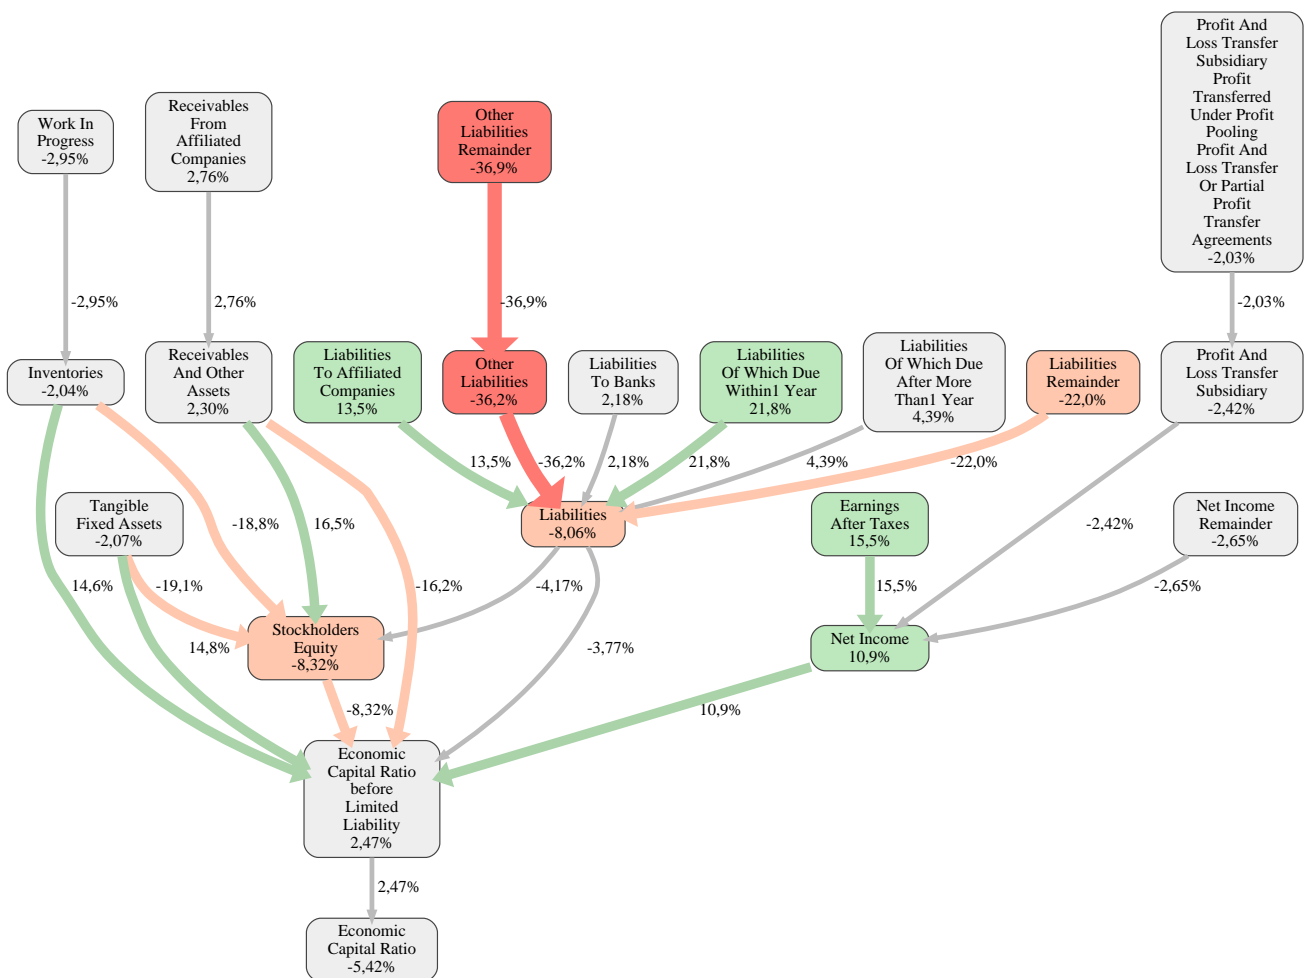 Profit And
Loss Transfer
Subsidiary
Profit
Transferred
Under Profit
Pooling
Profit And
Loss Transfer
Or Partial
Profit
Transfer
Agreements
-2,03%
Work In
Progress
-2,95%
Receivables
From
Affiliated
Companies
2,76%
Other
Liabilities
Remainder
-36,9%
-2,95%
2,76%
-36,9%
-2,03%
Inventories
-2,04%
Receivables
And Other
Assets
2,30%
Liabilities
To Affiliated
Companies
13,5%
Other
Liabilities
-36,2%
Liabilities
To Banks
2,18%
Liabilities
Of Which Due
Within1 Year
21,8%
Liabilities
Of Which Due
After More
Than1 Year
4,39%
Liabilities
Remainder
-22,0%
Profit And
Loss Transfer
Subsidiary
-2,42%
13,5%
-36,2%
2,18%
21,8%
4,39%
-22,0%
-18,8%
16,5%
-2,42%
Tangible
Fixed Assets
-2,07%
Liabilities
-8,06%
Earnings
After Taxes
15,5%
Net Income
Remainder
-2,65%
14,6%
-19,1%
-16,2%
-4,17%
15,5%
-2,65%
14,8%
Stockholders
Equity
-8,32%
-3,77%
Net Income
10,9%
-8,32%
10,9%
Economic
Capital Ratio
before
Limited
Liability
2,47%
2,47%
Economic
Capital Ratio
-5,42%